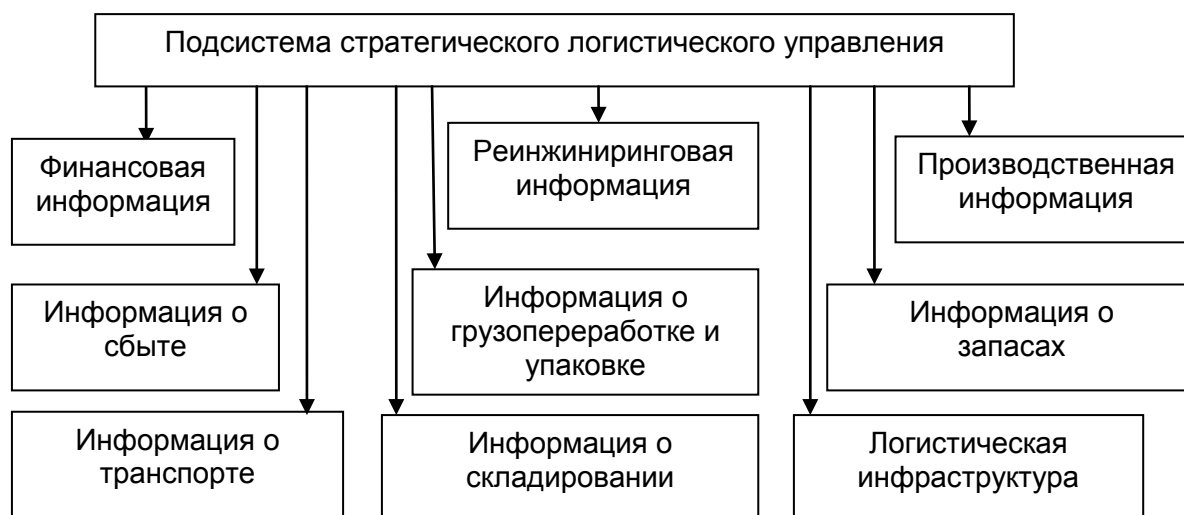 Подсистема стратегического логистического управления
Финансовая
информация
Реинжиниринговая
информация
Производственная
информация
Информация о
сбыте
Информация о
грузопереработке и
упаковке
Информация о
запасах
Информация о
транспорте
Информация о
складировании
Логистическая
инфраструктура